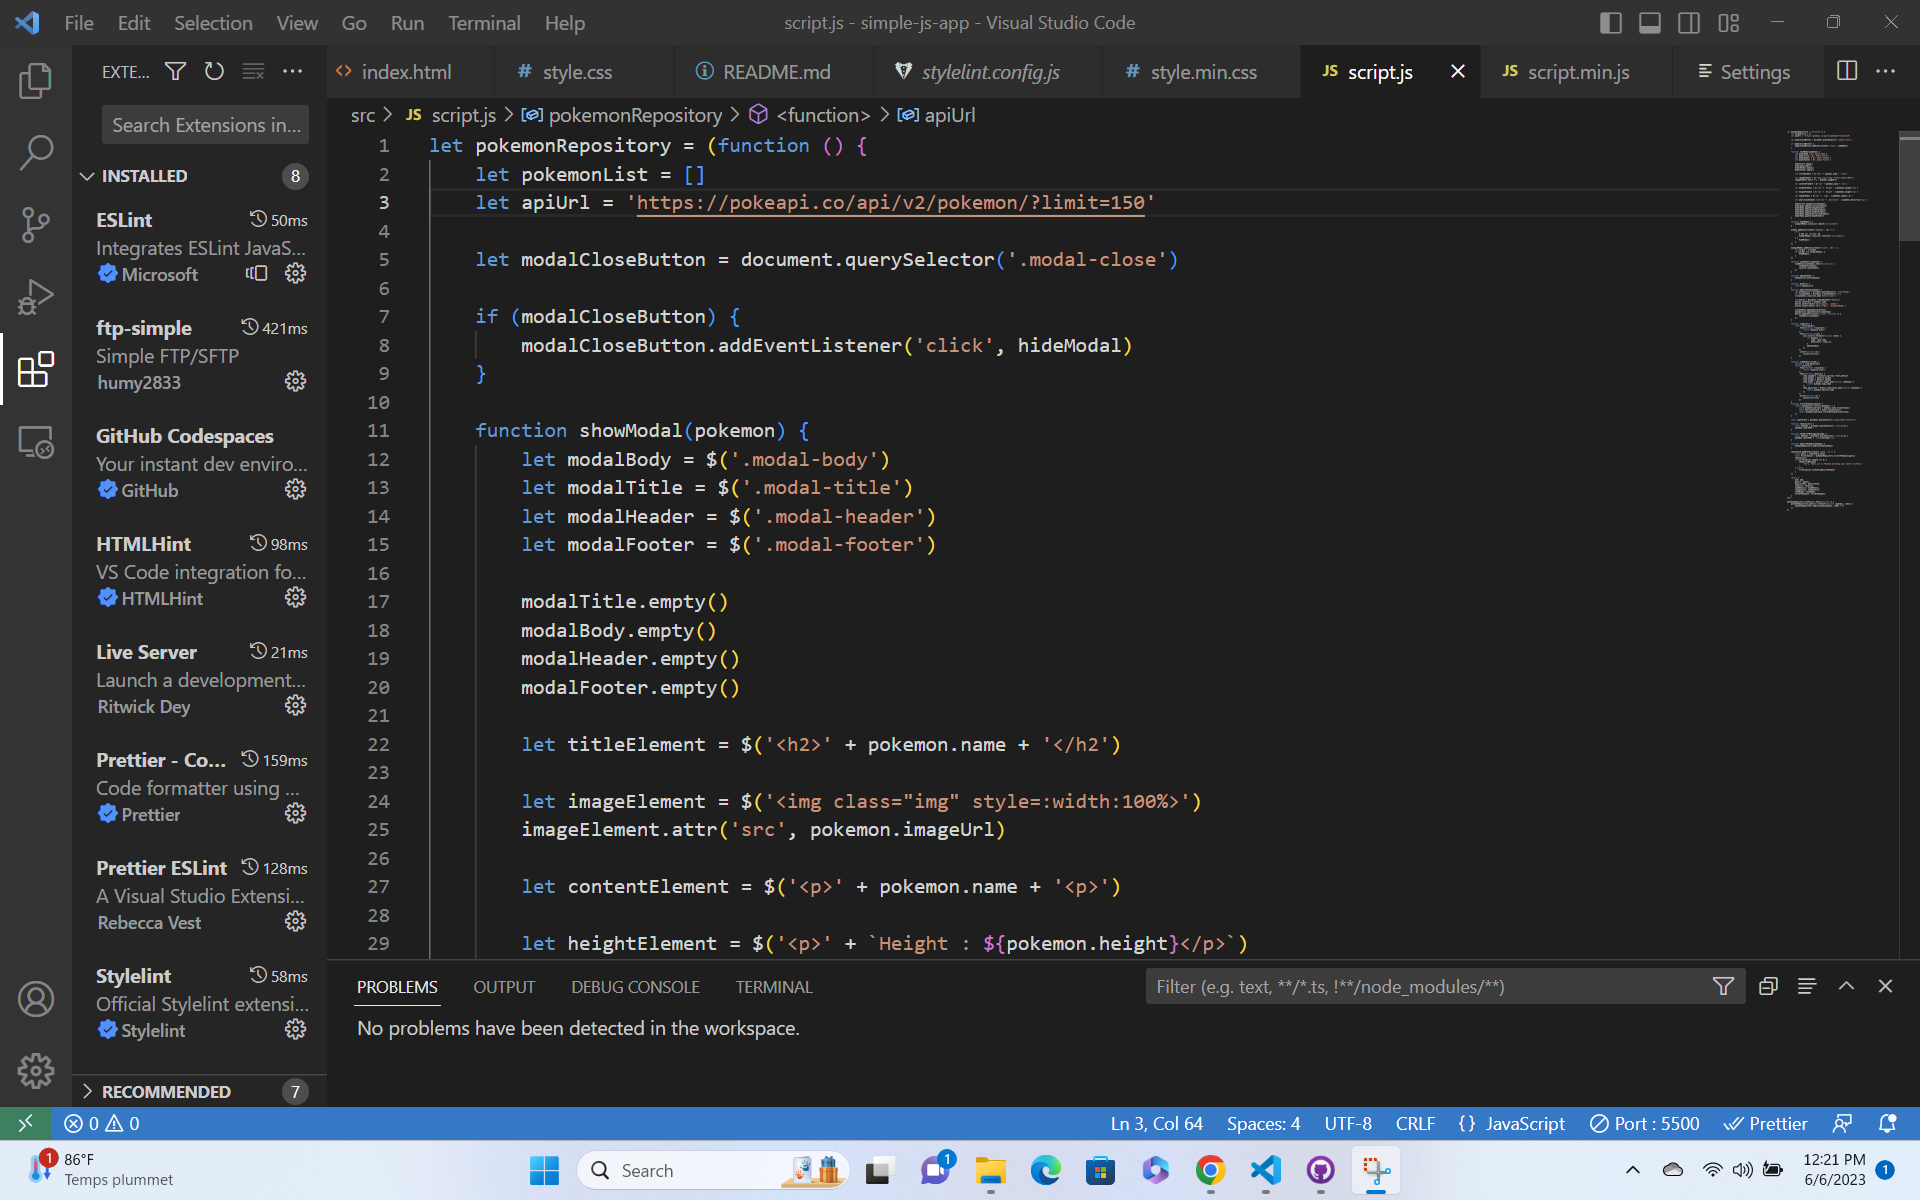 File Edit Selection View Go Run Terminal Help
script.js - simple-js-app - Visual Studio Code
EXTE...
index.html
# style.css
README.md
stylelint.config.js
# style.min.css
JS script.js
JS script.min.js
Settings
Search Extensions in...
INSTALLED 8
ESLint 50ms
Integrates ESLint JavaS...
Microsoft
ftp-simple 421ms
Simple FTP/SFTP
humy2833
GitHub Codespaces
Your instant dev enviro...
GitHub
HTMLHint 98ms
VS Code integration fo...
HTMLHint
Live Server 21ms
Launch a development...
Ritwick Dey
Prettier - Co... 159ms
Code formatter using ...
Prettier
Prettier ESLint 128ms
A Visual Studio Extensi...
Rebecca Vest
Stylelint 58ms
Official Stylelint extensi...
Stylelint
RECOMMENDED 7
src > JS script.js > pokemonRepository > <function> > apiUrl
1 let pokemonRepository = (function () {
2 let pokemonList = []
3 let apiUrl = 'https://pokeapi.co/api/v2/pokemon/?limit=150'
4
5 let modalCloseButton = document.querySelector('.modal-close')
6
7 if (modalCloseButton) {
8 modalCloseButton.addEventListener('click', hideModal)
9 }
10
11 function showModal(pokemon) {
12 let modalBody = $('.modal-body')
13 let modalTitle = $('.modal-title')
14 let modalHeader = $('.modal-header')
15 let modalFooter = $('.modal-footer')
16
17 modalTitle.empty()
18 modalBody.empty()
19 modalHeader.empty()
20 modalFooter.empty()
21
22 let titleElement = $('<h2>' + pokemon.name + '</h2')
23
24 let imageElement = $('<img class="img" style=:width:100%>')
25 imageElement.attr('src', pokemon.imageUrl)
26
27 let contentElement = $('<p>' + pokemon.name + '<p>')
28
29 let heightElement = $('<p>' + `Height : ${pokemon.height}</p>`)
PROBLEMS OUTPUT DEBUG CONSOLE TERMINAL
Filter (e.g. text, **/*.ts, !**/node_modules/**)
No problems have been detected in the workspace.
0 0
Ln 3, Col 64 Spaces: 4 UTF-8 CRLF {} JavaScript Port : 5500 Prettier
1
86°F
Temps plummet
Search
1
12:21 PM
6/6/2023
1